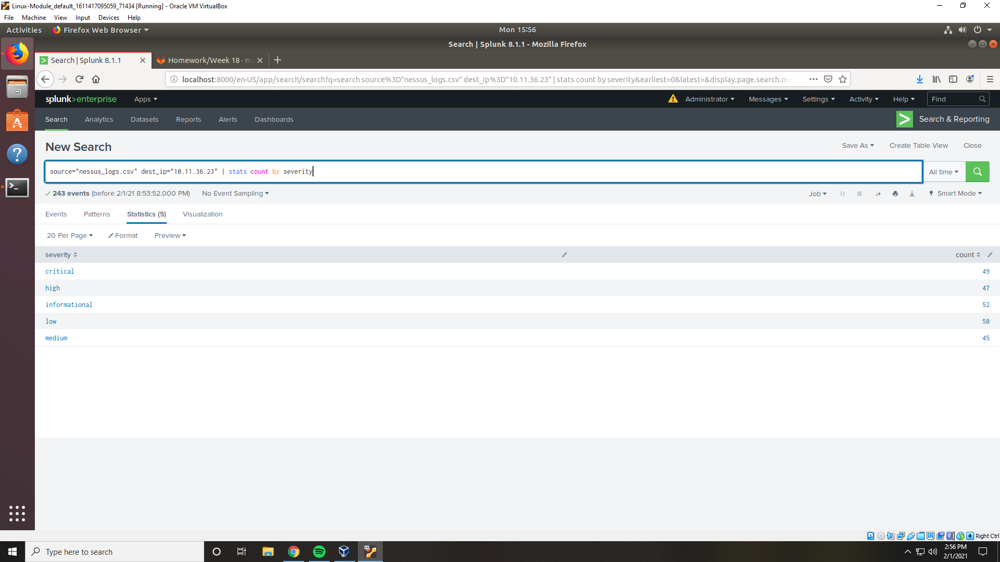 Linux-Module_default_1611417095059_71434 [Running] - Oracle VM VirtualBox
File Machine View Input Devices Help
Activities Firefox Web Browser Mon 15:56
Search | Splunk 8.1.1 - Mozilla Firefox
Search | Splunk 8.1.1 Homework/Week 18 · m
localhost:8000/en-US/app/search/search?q=search source%3D"nessus_logs.csv" dest_ip%3D"10.11.36.23" | stats count by severity&earliest=0&latest=&display.page.search.m
splunk>enterprise Apps Administrator Messages Settings Activity Help Find
Search Analytics Datasets Reports Alerts Dashboards Search & Reporting
New Search Save As Create Table View Close
source="nessus_logs.csv" dest_ip="10.11.36.23" | stats count by severity All time
243 events (before 2/1/21 8:53:52.000 PM) No Event Sampling Job Smart Mode
Events Patterns Statistics (5) Visualization
20 Per Page Format Preview
severity count
critical 49
high 47
informational 52
low 50
medium 45
Right Ctrl
Type here to search 2:56 PM
2/1/2021